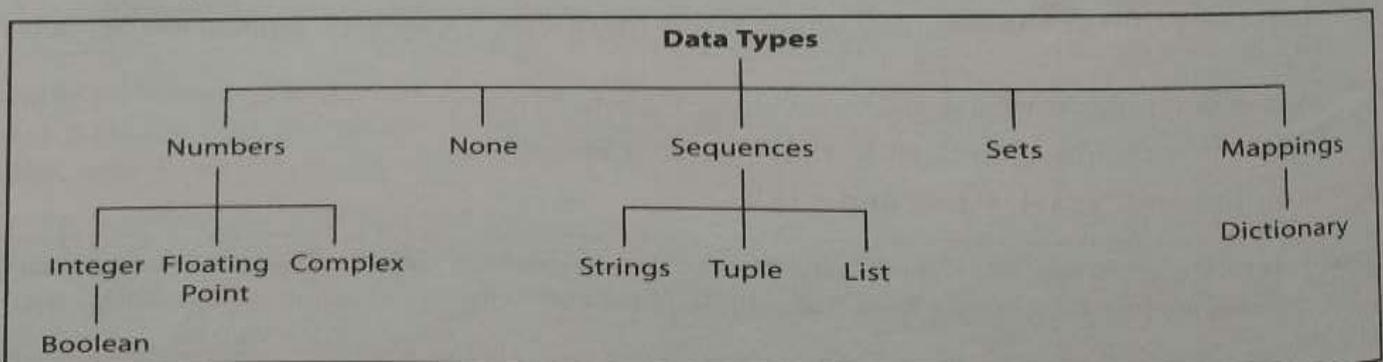 Data Types
Numbers None Sequences Sets Mappings
Integer Floating Point Complex Strings Tuple List Dictionary
Boolean